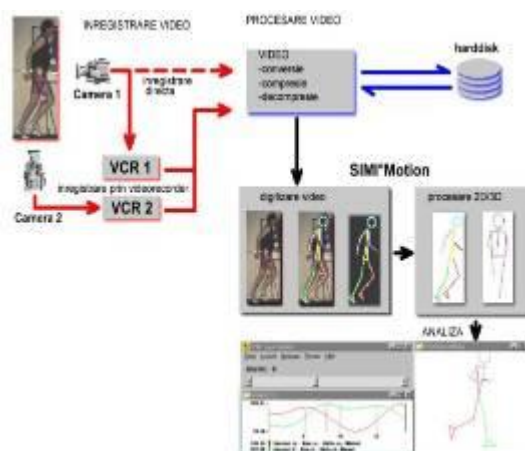 INREGISTRARE VIDEO
PROCESARE VIDEO
Camera 1
inregistrare
directa
VIDEO
-conversie
-compresie
-decompresie
harddisk
VCR 1
inregistrare prin videorecorder
VCR 2
Camera 2
SIMI°Motion
digitizare video
procesare 2D/3D
ANALIZA